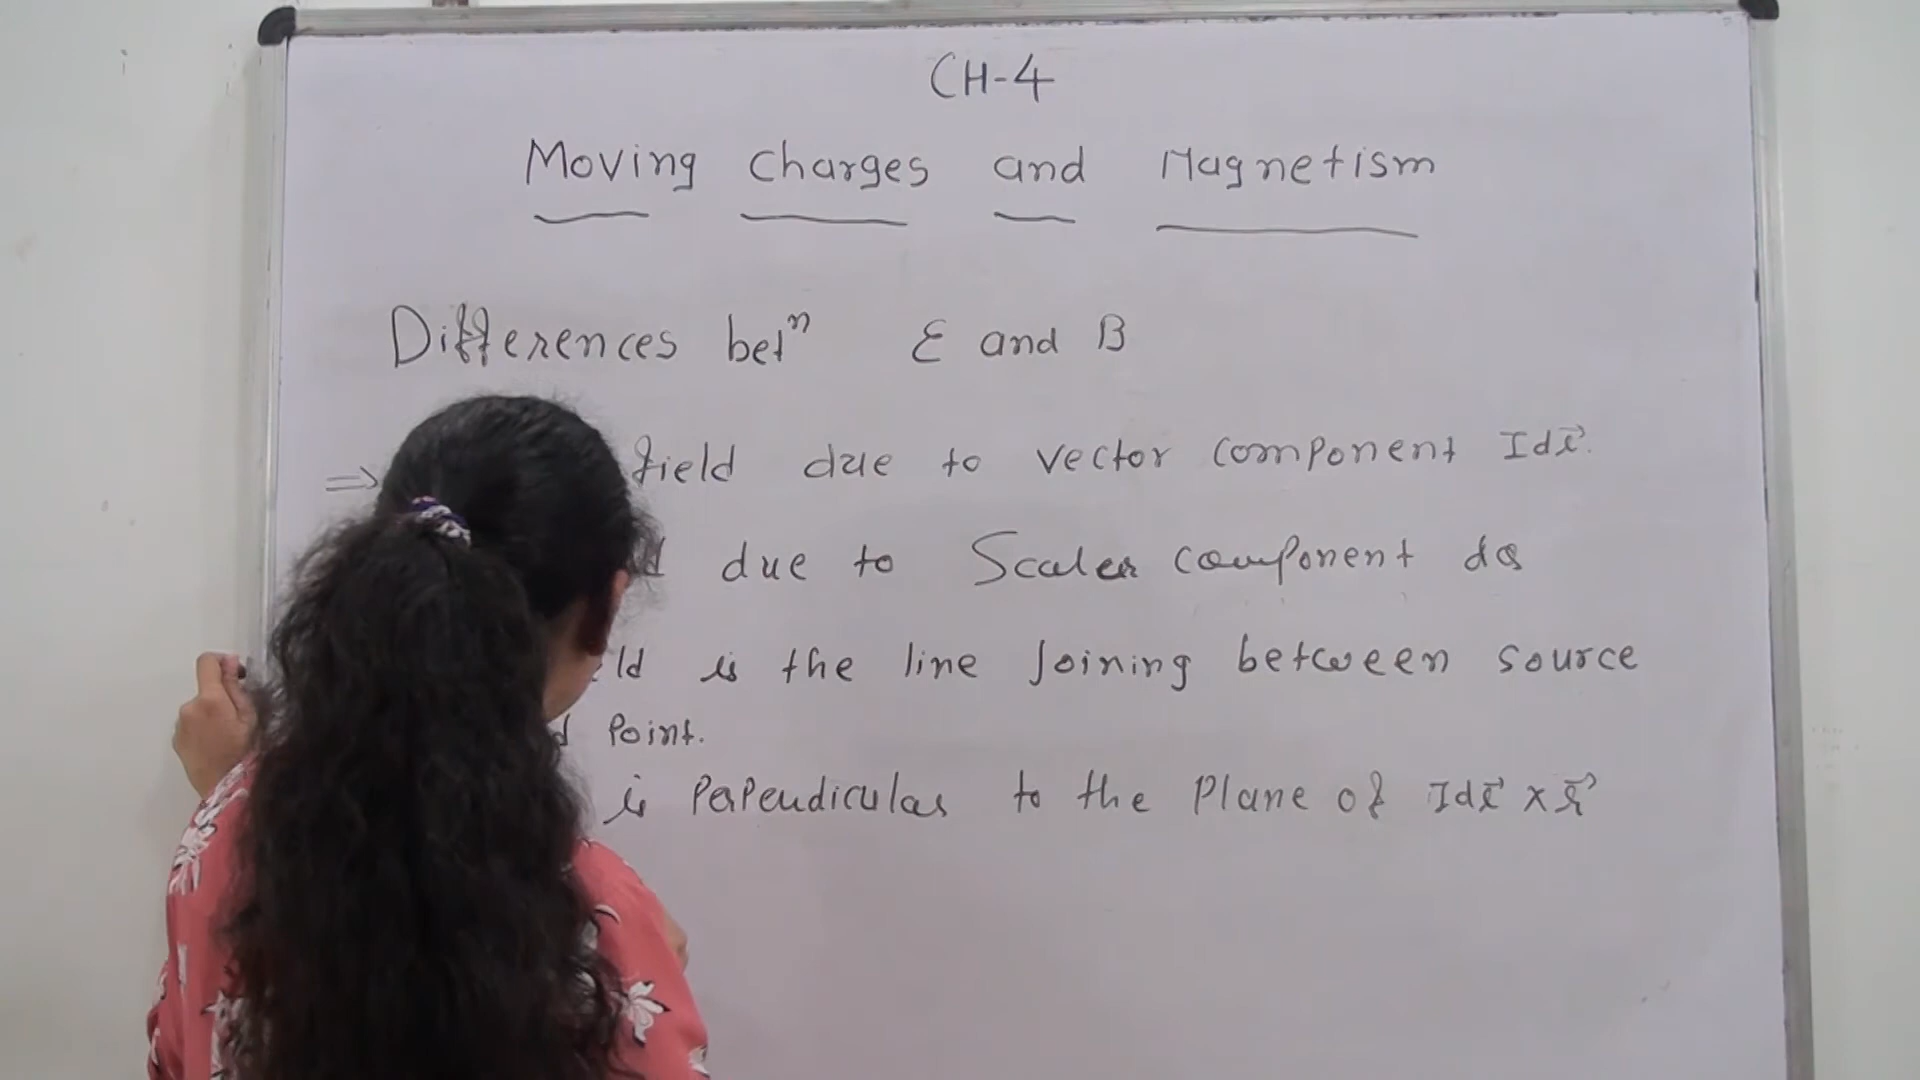 CH-4
Moving charges and Magnetism
Differences betⁿ E and B
⇒ field due to vector component Idl⃗.
due to Scaler component dq
is the line Joining between source
Point.
is Perpendicular to the Plane of Idl⃗ x r⃗